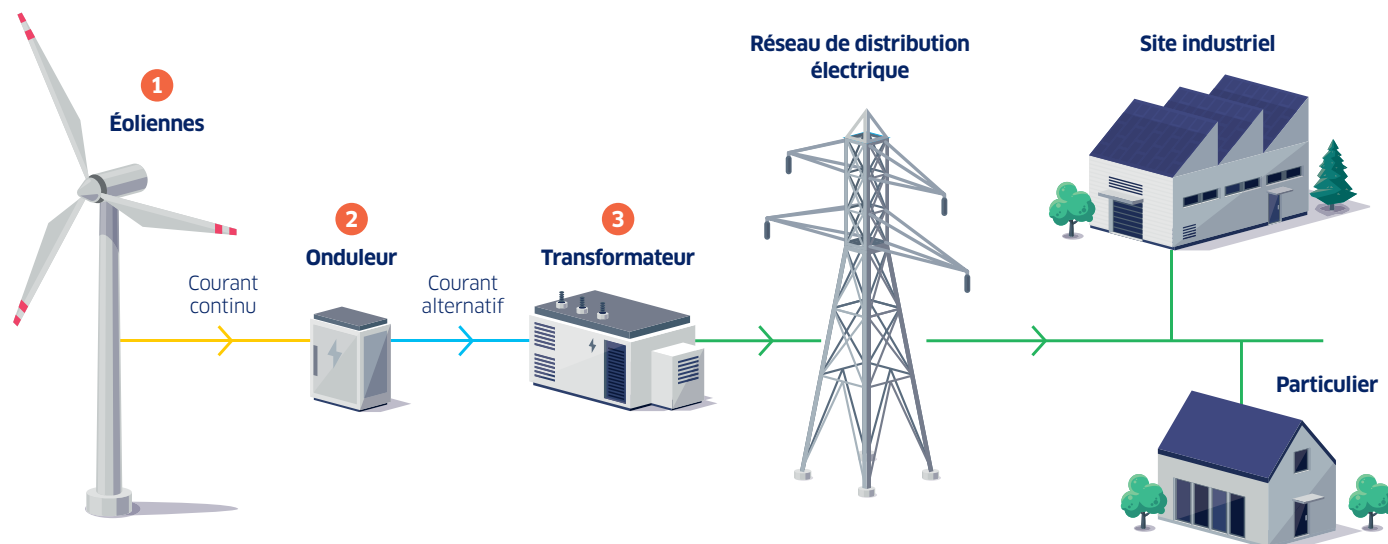 1
Éoliennes
Courant
continu
2
Onduleur
Courant
alternatif
3
Transformateur
Réseau de distribution
électrique
Site industriel
Particulier